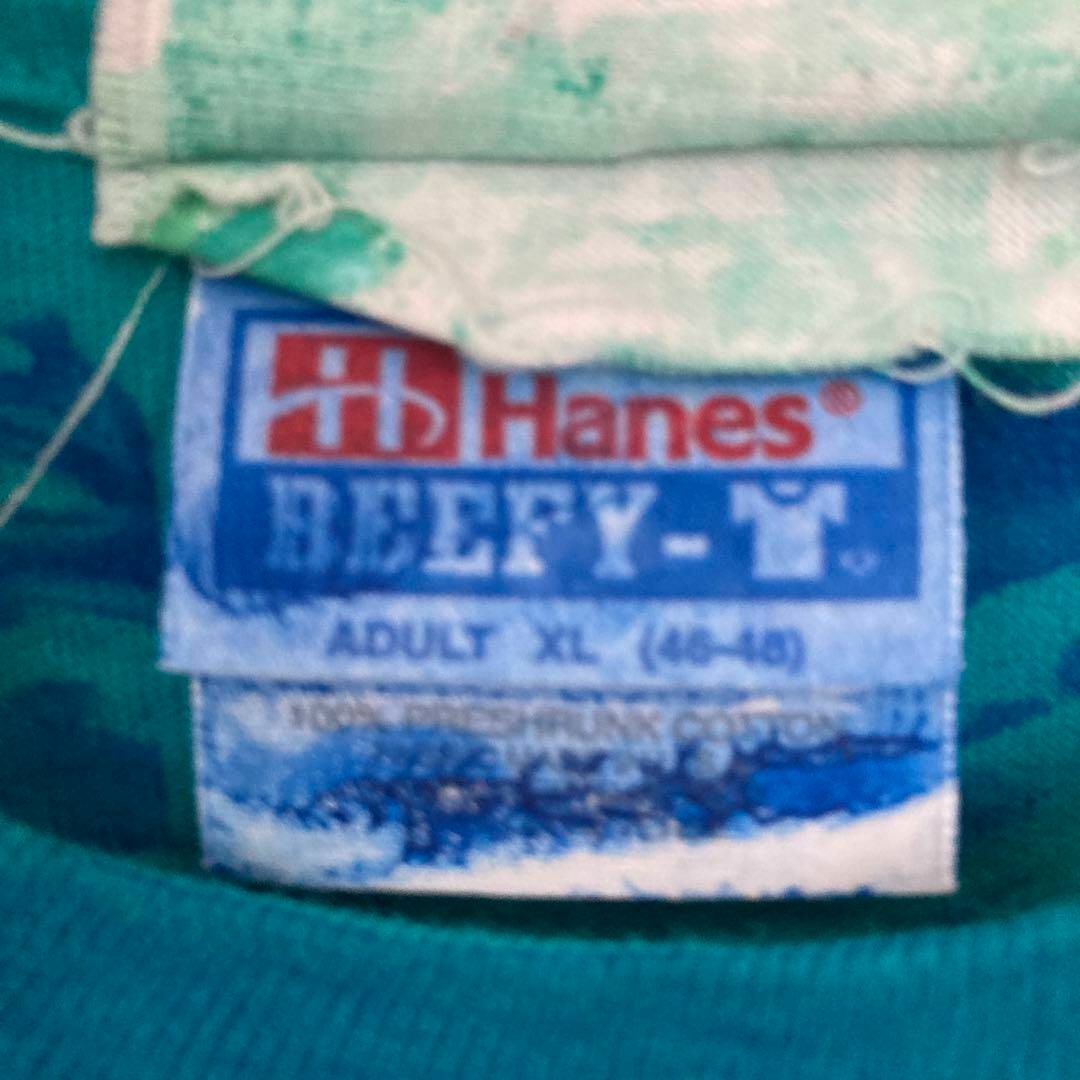 Hanes®
BEEFY-
ADULT XL (46-48)
100% PRESHRUNK COTTON